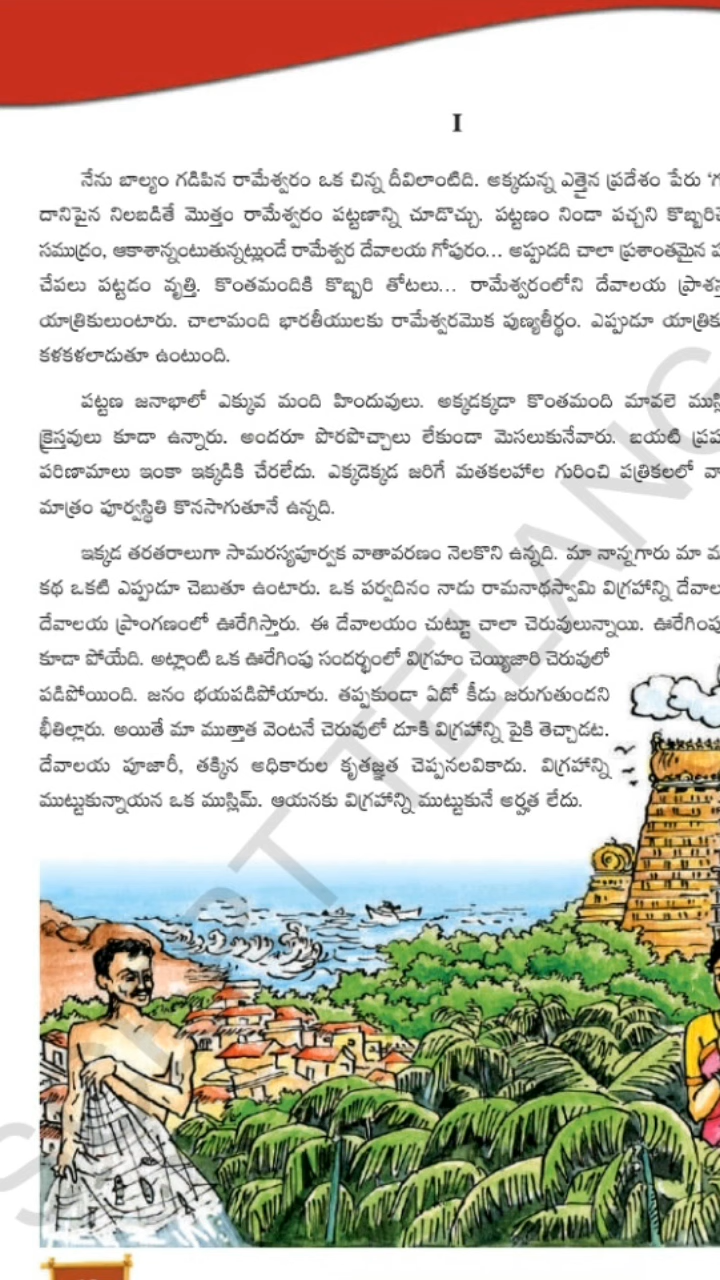 I
నేను బాల్యం గడిపిన రామేశ్వరం ఒక చిన్న దీవిలాంటిది. అక్కడున్న ఎత్తైన ప్రదేశం పేరు
దానిపైన నిలబడితే మొత్తం రామేశ్వరం పట్టణాన్ని చూడొచ్చు. పట్టణం నిండా పచ్చని
సముద్రం, ఆకాశాన్నంటుతున్నట్లుండే రామేశ్వర దేవాలయ గోపురం... అప్పుడది చాలా ప్రశాంతమైన
చేపలు పట్టడం వృత్తి. కొంతమందికి కొబ్బరి తోటలు... రామేశ్వరంలోని దేవాలయ
యాత్రికులుంటారు. చాలామంది భారతీయులకు రామేశ్వరమొక పుణ్యతీర్థం. ఎప్పుడూ
కళకళలాడుతూ ఉంటుంది.
పట్టణ జనాభాలో ఎక్కువ మంది హిందువులు. అక్కడక్కడా కొంతమంది మావలె
క్రైస్తవులు కూడా ఉన్నారు. అందరూ పొరపొచ్చాలు లేకుండా మెసలుకునేవారు. బయటి
పరిణామాలు ఇంకా ఇక్కడికి చేరలేదు. ఎక్కడెక్కడ జరిగే మతకలహాల గురించి పత్రికలలో
మాత్రం పూర్వస్థితి కొనసాగుతూనే ఉన్నది.
ఇక్కడ తరతరాలుగా సామరస్యపూర్వక వాతావరణం నెలకొని ఉన్నది. మా నాన్నగారు మా
కథ ఒకటి ఎప్పుడూ చెబుతూ ఉంటారు. ఒక పర్వదినం నాడు రామనాథస్వామి విగ్రహాన్ని
దేవాలయ ప్రాంగణంలో ఊరేగిస్తారు. ఈ దేవాలయం చుట్టూ చాలా చెరువులున్నాయి.
కూడా పోయేది. అట్లాంటి ఒక ఊరేగింపు సందర్భంలో విగ్రహం చెయ్యిజారి చెరువులో
పడిపోయింది. జనం భయపడిపోయారు. తప్పకుండా ఏదో కీడు జరుగుతుందని
భీతిల్లారు. అయితే మా ముత్తాత వెంటనే చెరువులో దూకి విగ్రహాన్ని పైకి తెచ్చాడట.
దేవాలయ పూజారీ, తక్కిన అధికారుల కృతజ్ఞత చెప్పనలవికాదు. విగ్రహాన్ని
ముట్టుకున్నాయన ఒక ముస్లిమ్. ఆయనకు విగ్రహాన్ని ముట్టుకునే అర్హత లేదు.